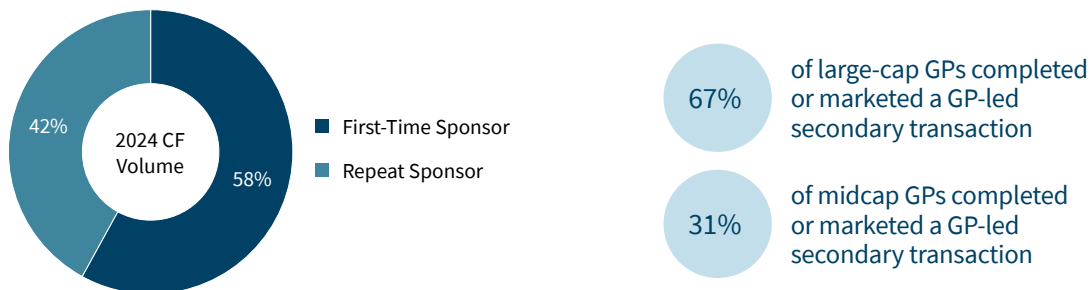 42%
2024 CF
Volume
58%
First-Time Sponsor
Repeat Sponsor
67%
of large-cap GPs completed
or marketed a GP-led
secondary transaction
31%
of midcap GPs completed
or marketed a GP-led
secondary transaction